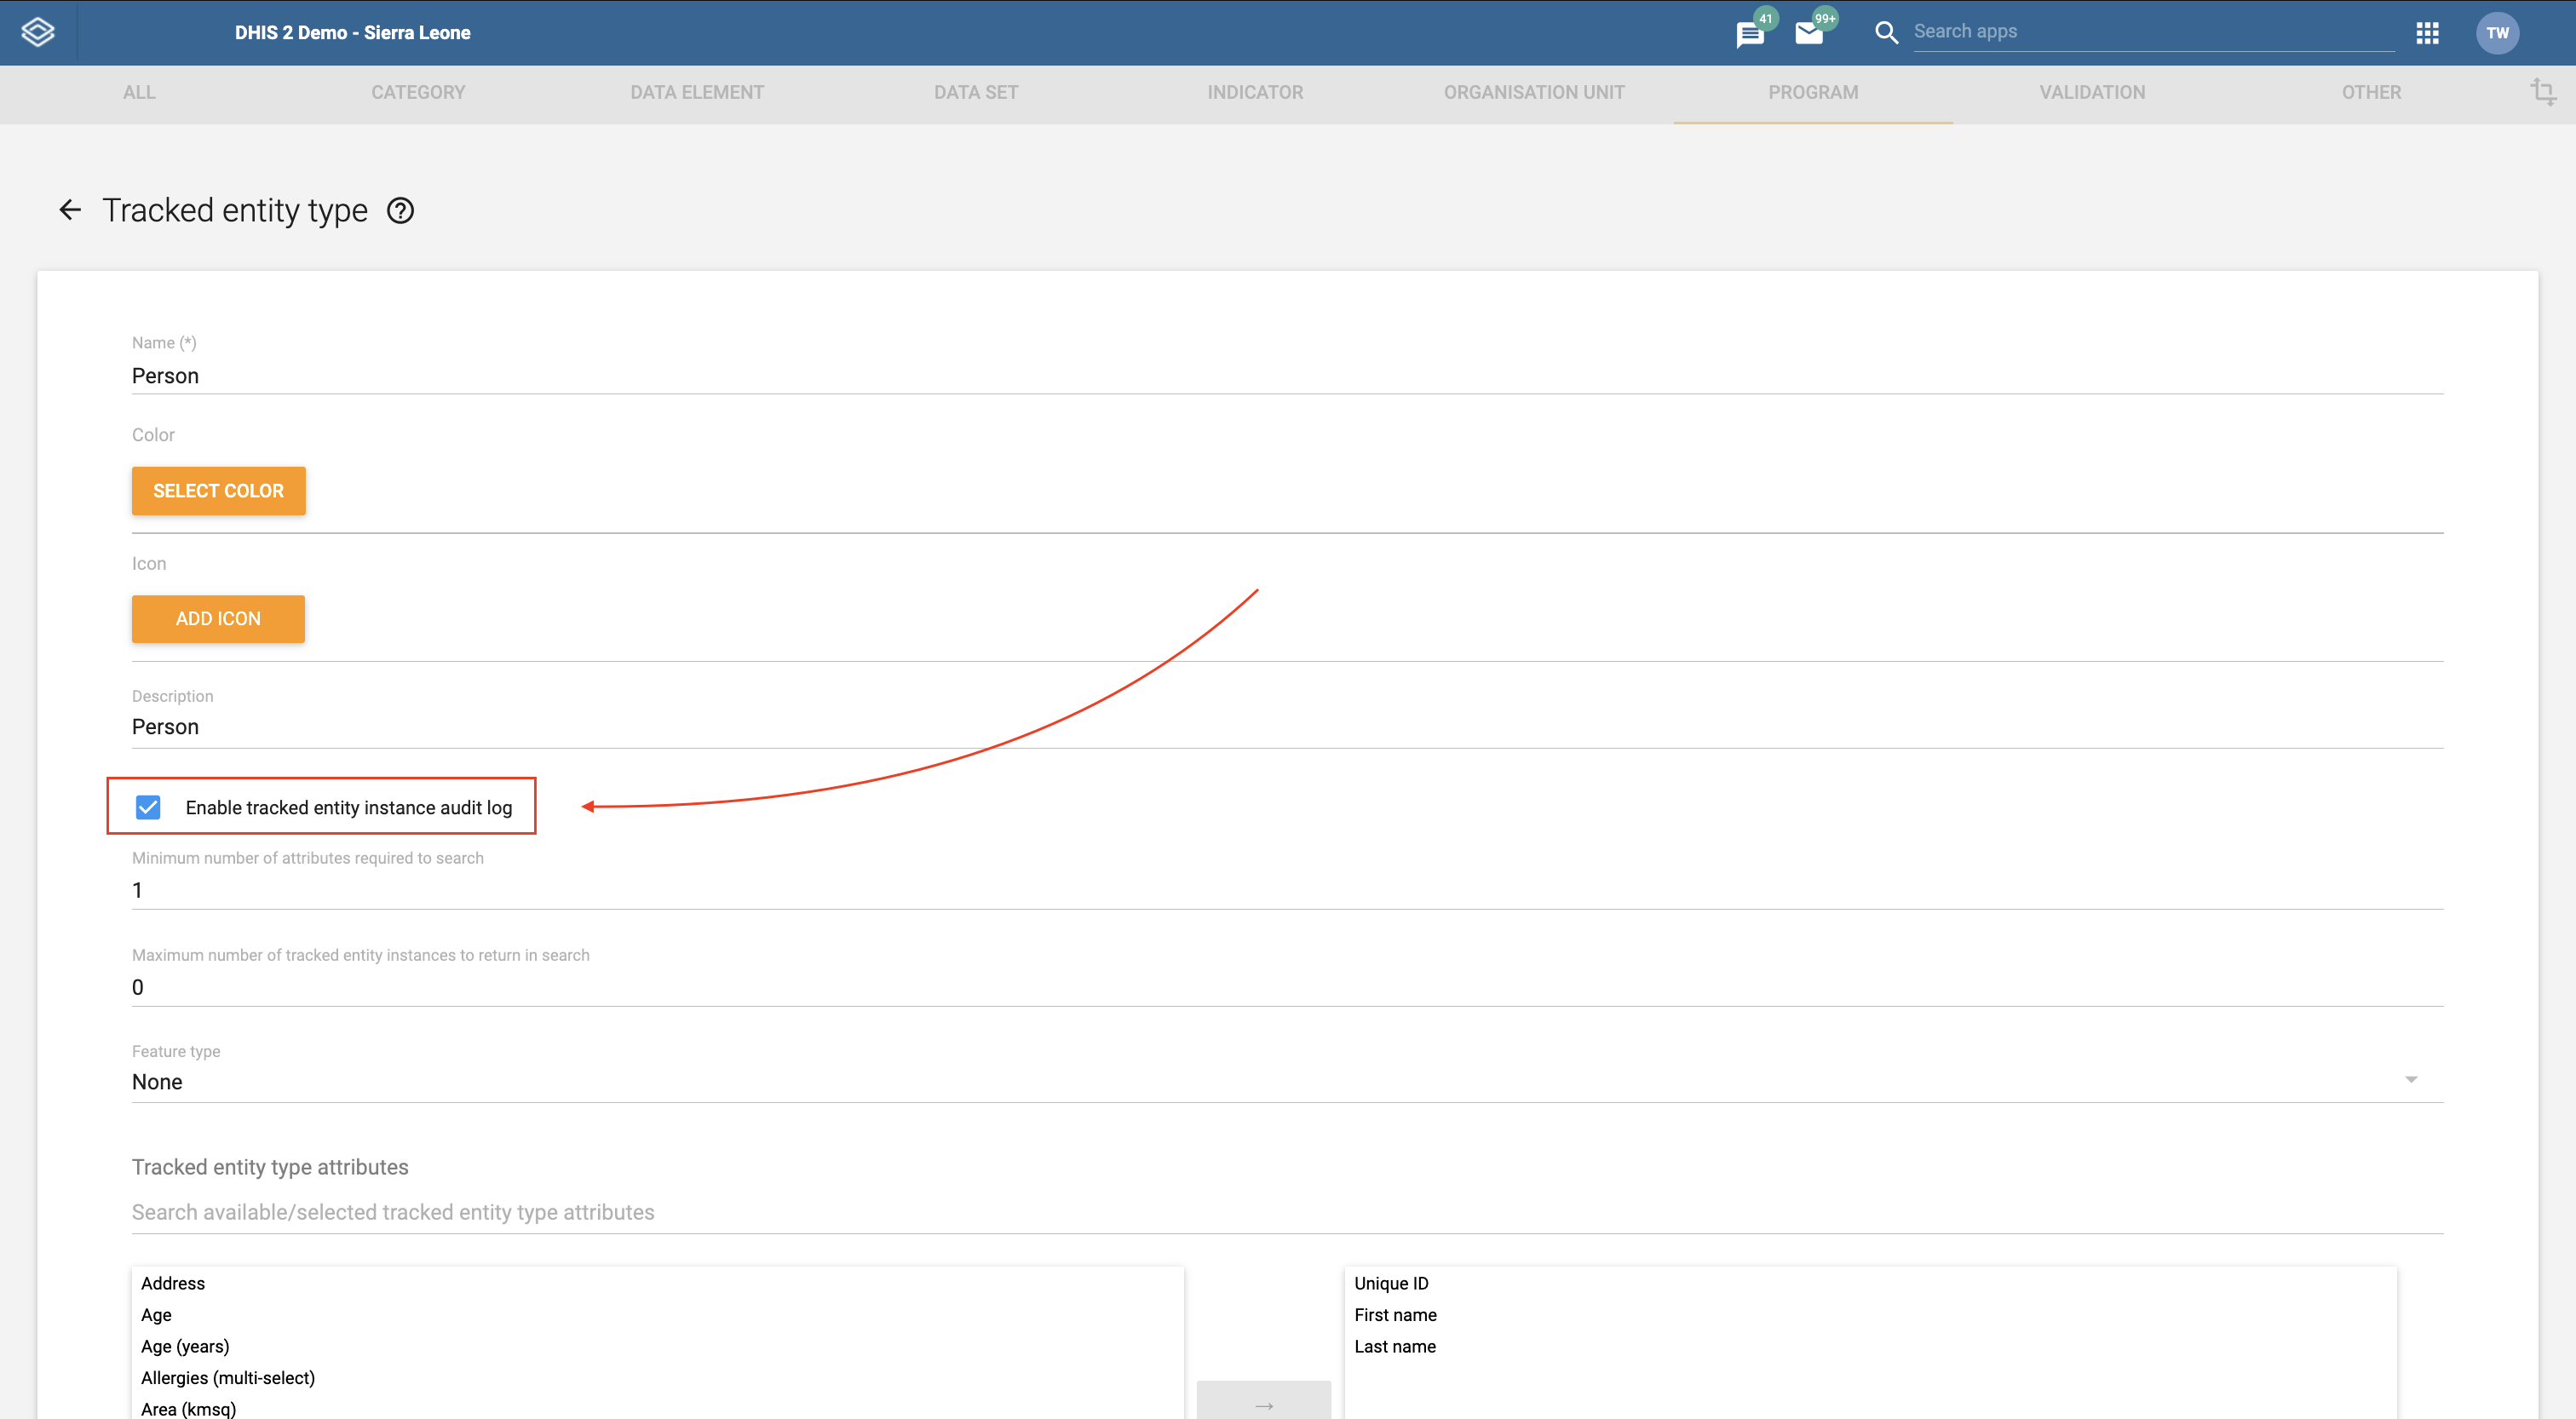 DHIS 2 Demo - Sierra Leone
41
99+
Search apps
TW
ALL
CATEGORY
DATA ELEMENT
DATA SET
INDICATOR
ORGANISATION UNIT
PROGRAM
VALIDATION
OTHER
Tracked entity type
Name (*)
Person
Color
SELECT COLOR
Icon
ADD ICON
Description
Person
Enable tracked entity instance audit log
Minimum number of attributes required to search
1
Maximum number of tracked entity instances to return in search
0
Feature type
None
Tracked entity type attributes
Search available/selected tracked entity type attributes
Address
Age
Age (years)
Allergies (multi-select)
Area (kmsq)
→
Unique ID
First name
Last name